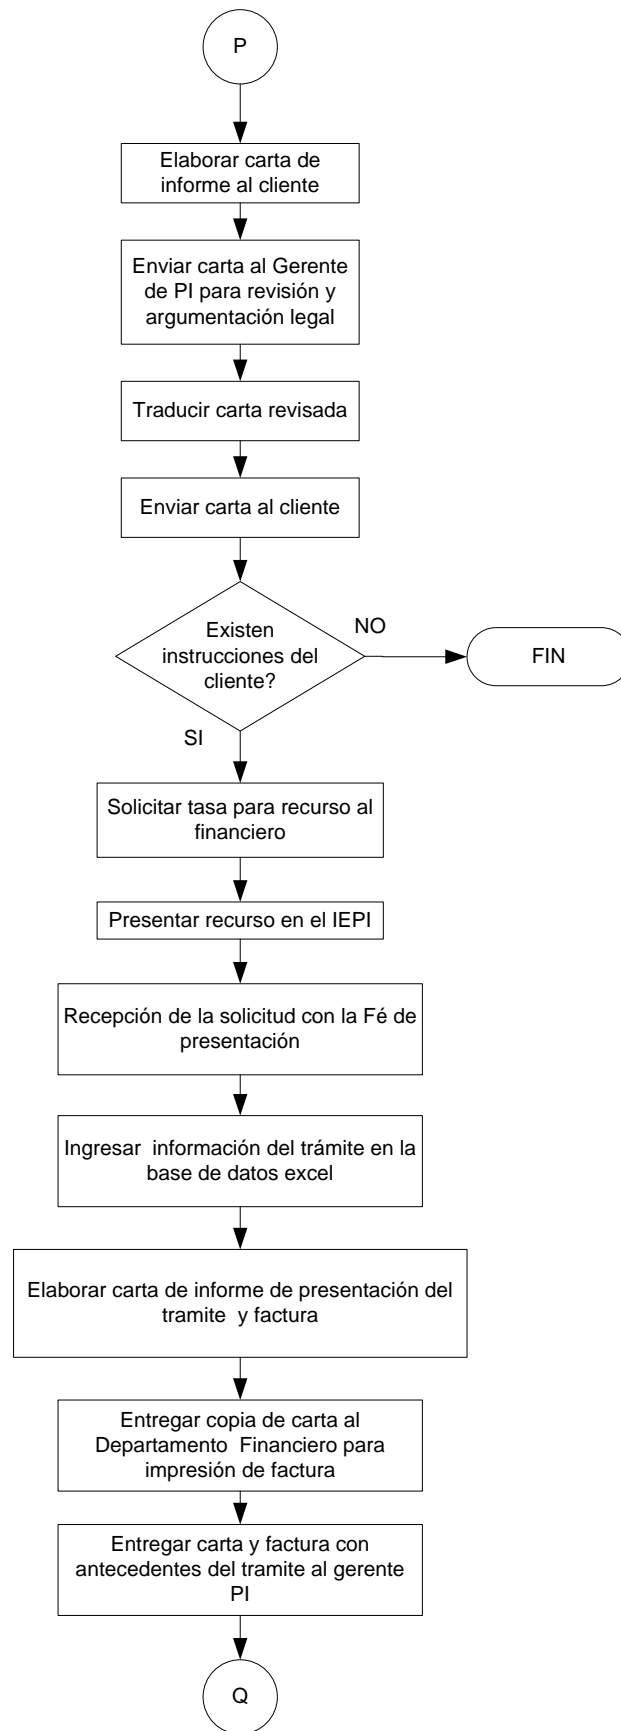 P
Elaborar carta de
informe al cliente
Enviar carta al Gerente
de PI para revisión y
argumentación legal
Traducir carta revisada
Enviar carta al cliente
Existen
instrucciones del
cliente?
NO
FIN
SI
Solicitar tasa para recurso al
financiero
Presentar recurso en el IEPI
Recepción de la solicitud con la Fé de
presentación
Ingresar  información del trámite en la
base de datos excel
Elaborar carta de informe de presentación del
tramite  y factura
Entregar copia de carta al
Departamento  Financiero para
impresión de factura
Entregar carta y factura con
antecedentes del tramite al gerente
PI
Q